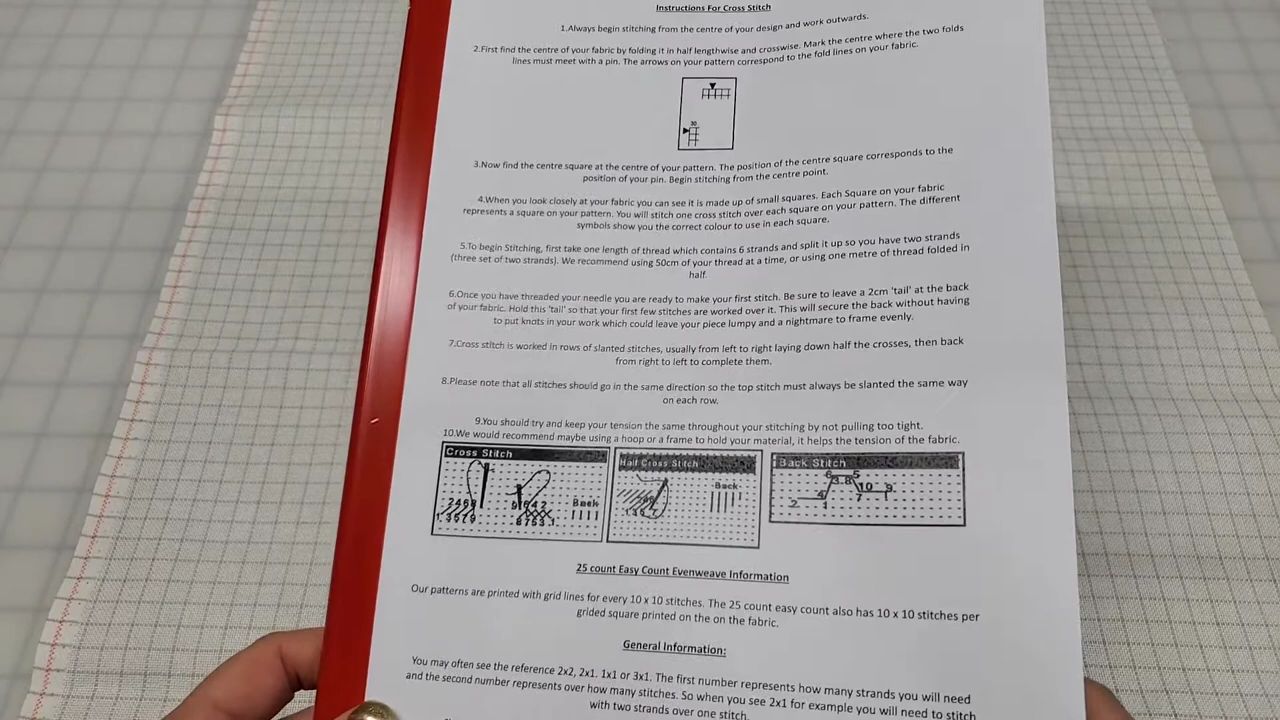 Instructions For Cross Stitch
1.Always begin stitching from the centre of your design and work outwards.
2.First find the centre of your fabric by folding it in half lengthwise and crosswise. Mark the centre where the two folds
lines must meet with a pin. The arrows on your pattern correspond to the fold lines on your fabric.
30
3.Now find the centre square at the centre of your pattern. The position of the centre square corresponds to the
position of your pin. Begin stitching from the centre point.
4.When you look closely at your fabric you can see it is made up of small squares. Each Square on your fabric
represents a square on your pattern. You will stitch one cross stitch over each square on your pattern. The different
symbols show you the correct colour to use in each square.
5.To begin Stitching, first take one length of thread which contains 6 strands and split it up so you have two strands
(three set of two strands). We recommend using 50cm of your thread at a time, or using one metre of thread folded in
half.
6.Once you have threaded your needle you are ready to make your first stitch. Be sure to leave a 2cm 'tail' at the back
of your fabric. Hold this 'tail' so that your first few stitches are worked over it. This will secure the back without having
to put knots in your work which could leave your piece lumpy and a nightmare to frame evenly.
7.Cross stitch is worked in rows of slanted stitches, usually from left to right laying down half the crosses, then back
from right to left to complete them.
8.Please note that all stitches should go in the same direction so the top stitch must always be slanted the same way
on each row.
9.You should try and keep your tension the same throughout your stitching by not pulling too tight.
10.We would recommend maybe using a hoop or a frame to hold your material, it helps the tension of the fabric.
Cross Stitch
Back
Half Cross Stitch
Back
Back Stitch
25 count Easy Count Evenweave Information
Our patterns are printed with grid lines for every 10 x 10 stitches. The 25 count easy count also has 10 x 10 stitches per
grided square printed on the on the fabric.
General Information:
You may often see the reference 2x2, 2x1. 1x1 or 3x1. The first number represents how many strands you will need
and the second number represents over how many stitches. So when you see 2x1 for example you will need to stitch
with two strands over one stitch.